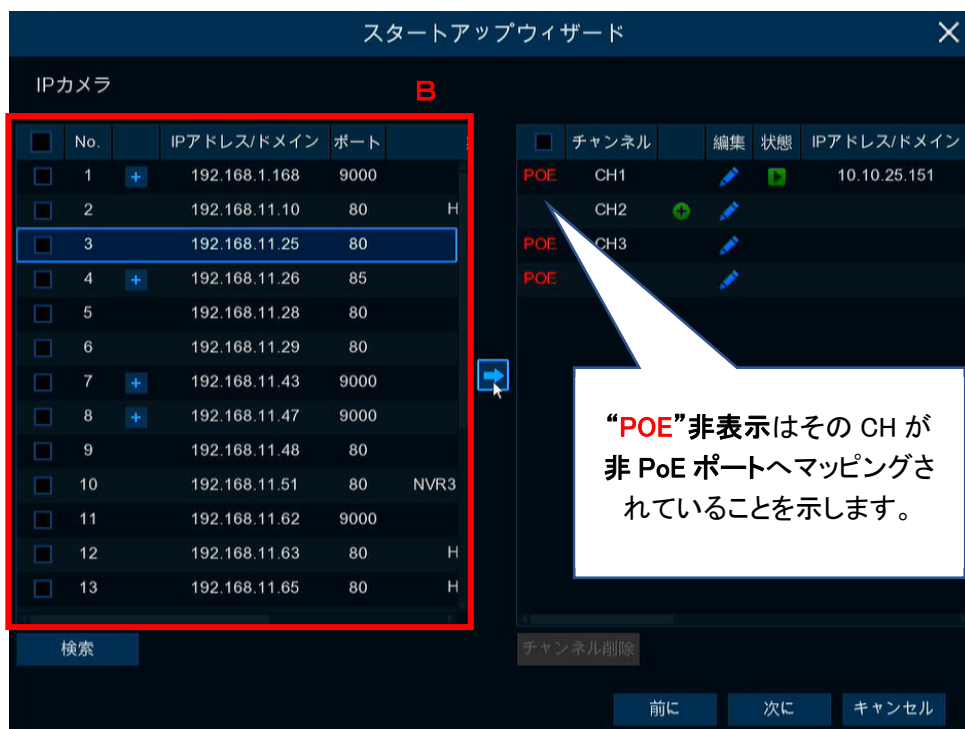 スタートアップウィザード
IPカメラ
B
No. IPアドレス/ドメイン ポート
1 + 192.168.1.168 9000
2 192.168.11.10 80 H
3 192.168.11.25 80
4 + 192.168.11.26 85
5 192.168.11.28 80
6 192.168.11.29 80
7 + 192.168.11.43 9000
8 + 192.168.11.47 9000
9 192.168.11.48 80
10 192.168.11.51 80 NVR3
11 192.168.11.62 9000
12 192.168.11.63 80 H
13 192.168.11.65 80 H
検索
チャンネル 編集 状態 IPアドレス/ドメイン
POE CH1 10.10.25.151
CH2
POE CH3
POE
“POE”非表示はその CH が
非 PoE ポートへマッピングさ
れていることを示します。
チャンネル削除
前に 次に キャンセル